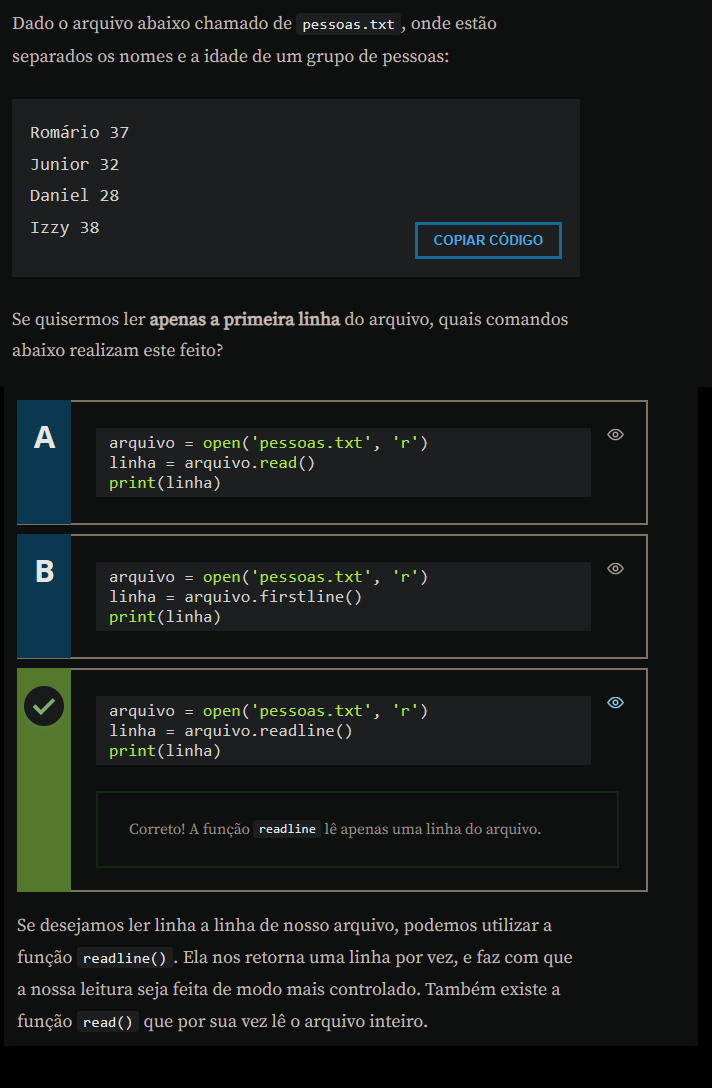 Dado o arquivo abaixo chamado de pessoas.txt, onde estão
separados os nomes e a idade de um grupo de pessoas:
Romário 37
Junior 32
Daniel 28
Izzy 38
COPIAR CÓDIGO
Se quisermos ler apenas a primeira linha do arquivo, quais comandos
abaixo realizam este feito?
A
arquivo = open('pessoas.txt', 'r')
linha = arquivo.read()
print(linha)
B
arquivo = open('pessoas.txt', 'r')
linha = arquivo.firstline()
print(linha)
arquivo = open('pessoas.txt', 'r')
linha = arquivo.readline()
print(linha)
Correto! A função readline lê apenas uma linha do arquivo.
Se desejamos ler linha a linha de nosso arquivo, podemos utilizar a
função readline(). Ela nos retorna uma linha por vez, e faz com que
a nossa leitura seja feita de modo mais controlado. Também existe a
função read() que por sua vez lê o arquivo inteiro.